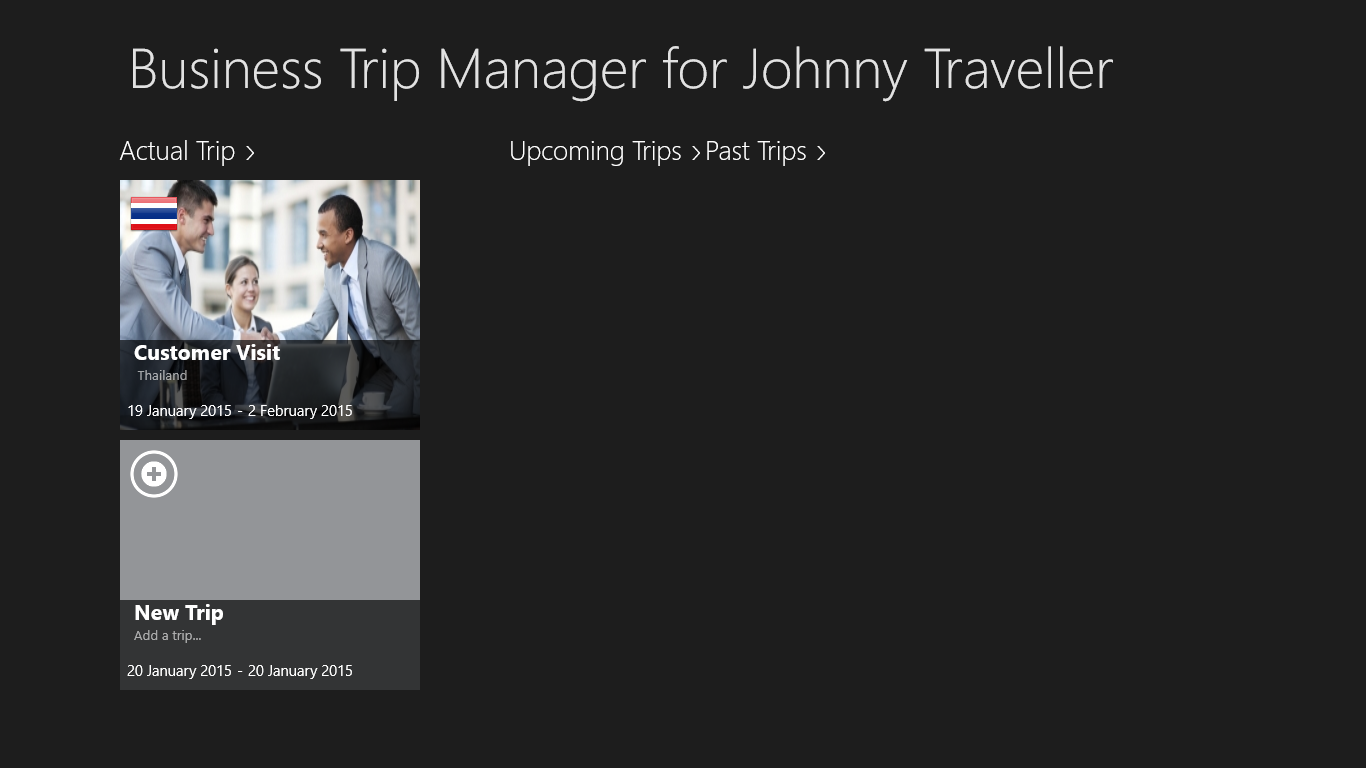 Business Trip Manager for Johnny Traveller
Actual Trip
Upcoming Trips
Past Trips
Customer Visit
Thailand
19 January 2015 - 2 February 2015
New Trip
Add a trip...
20 January 2015 - 20 January 2015